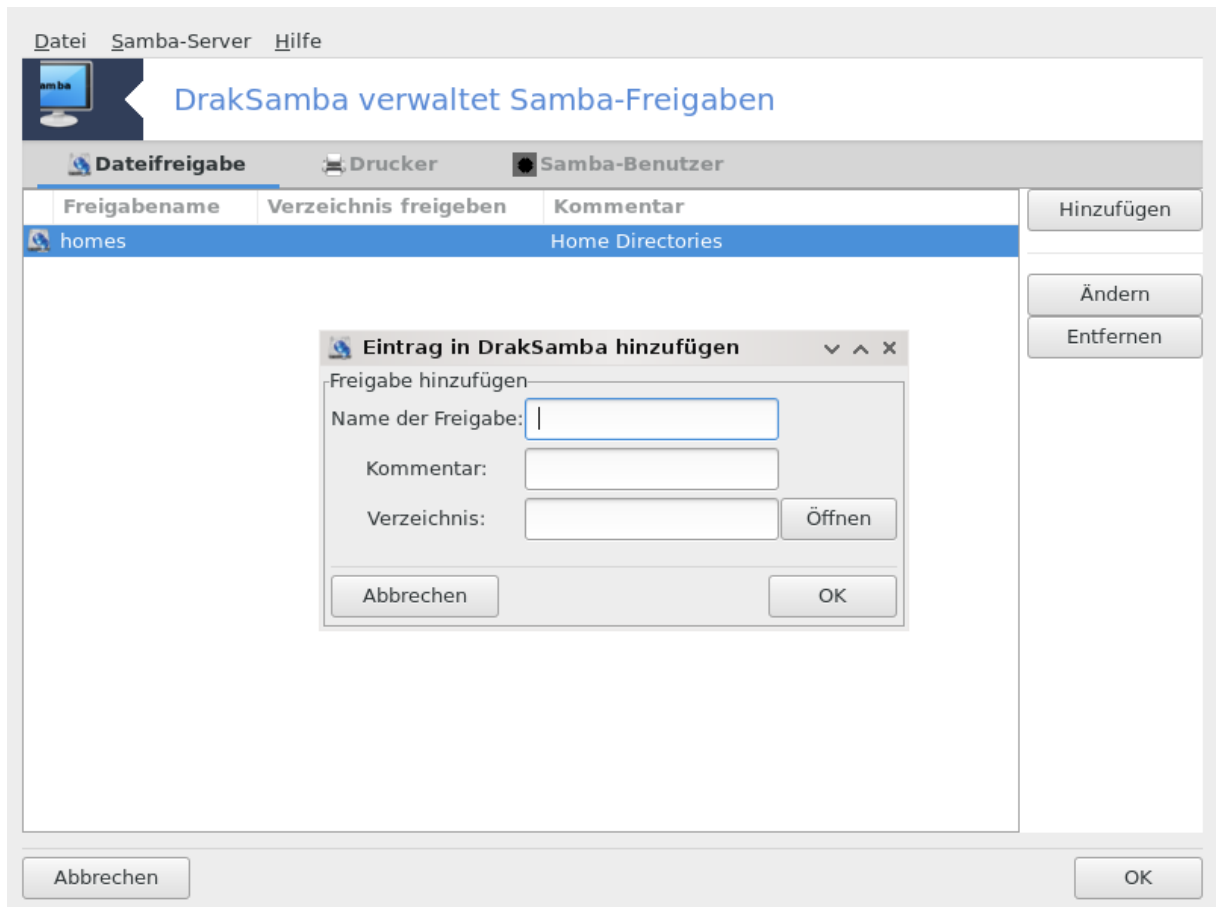 Datei Samba-Server Hilfe
amba
DrakSamba verwaltet Samba-Freigaben
Dateifreigabe Drucker Samba-Benutzer
Freigabename Verzeichnis freigeben Kommentar
Hinzufügen
homes Home Directories
Ändern
Entfernen
Eintrag in DrakSamba hinzufügen
Freigabe hinzufügen
Name der Freigabe:
Kommentar:
Verzeichnis: Öffnen
Abbrechen OK
Abbrechen OK